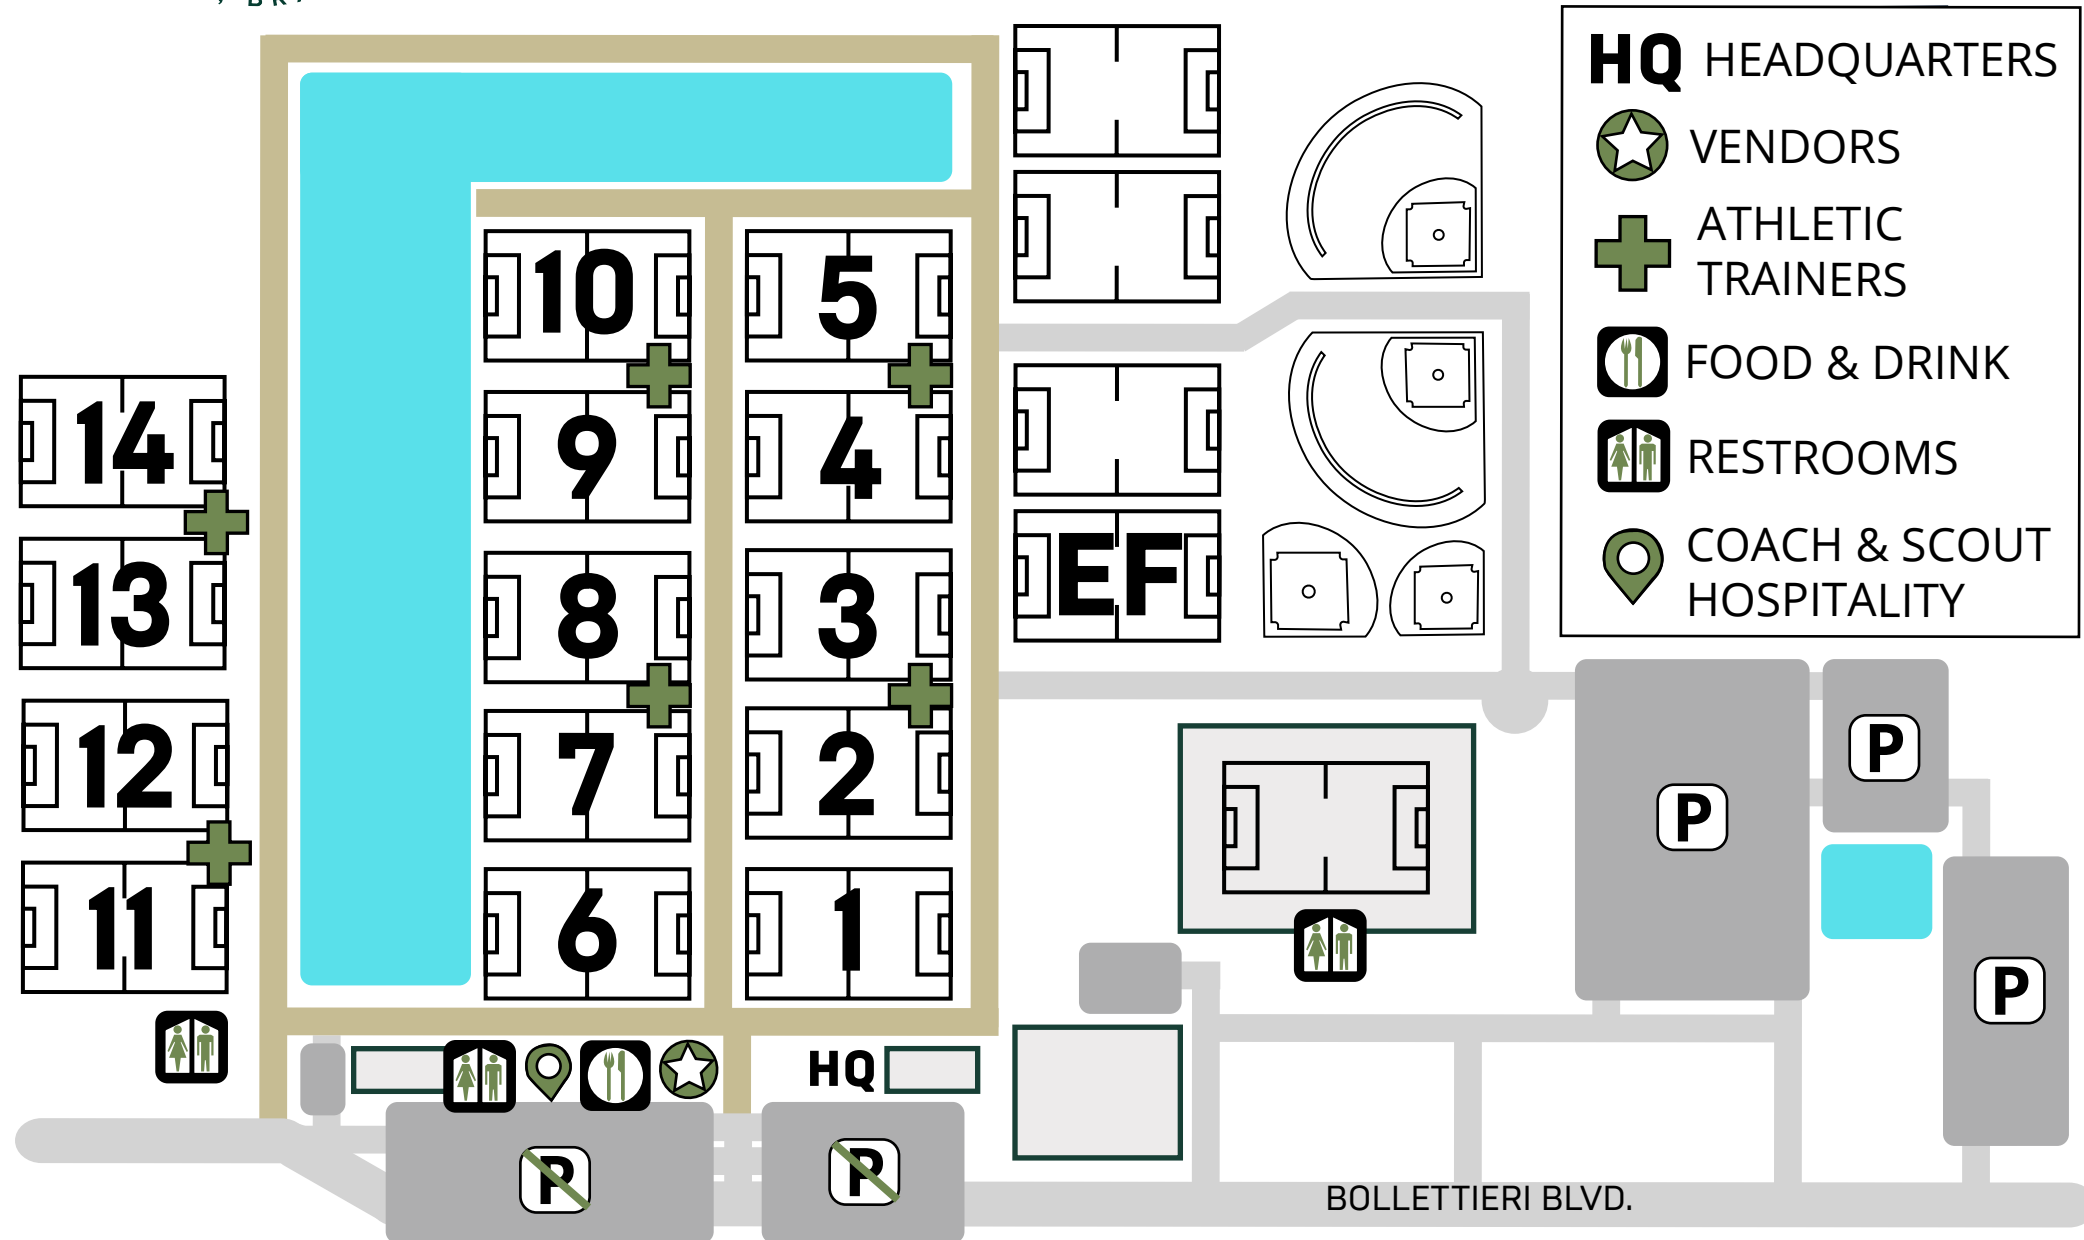 HQ HEADQUARTERS
VENDORS
ATHLETIC
TRAINERS
FOOD & DRINK
RESTROOMS
COACH & SCOUT
HOSPITALITY
10
5
9
4
14
13
8
3
EF
12
7
2
11
6
1
P
P
P
HQ
P
P
BOLLETTIERI BLVD.